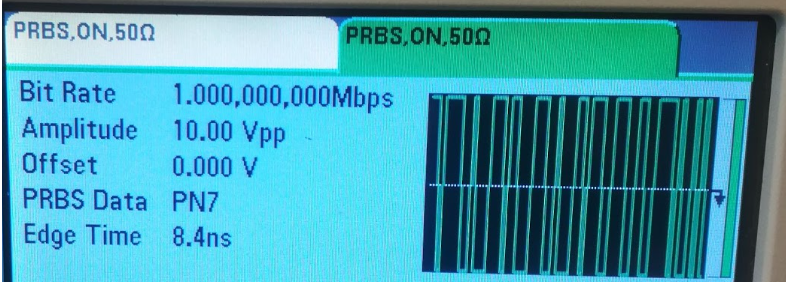 PRBS,ON,50Ω
PRBS,ON,50Ω
Bit Rate 1.000,000,000Mbps
Amplitude 10.00 Vpp
Offset 0.000 V
PRBS Data PN7
Edge Time 8.4ns